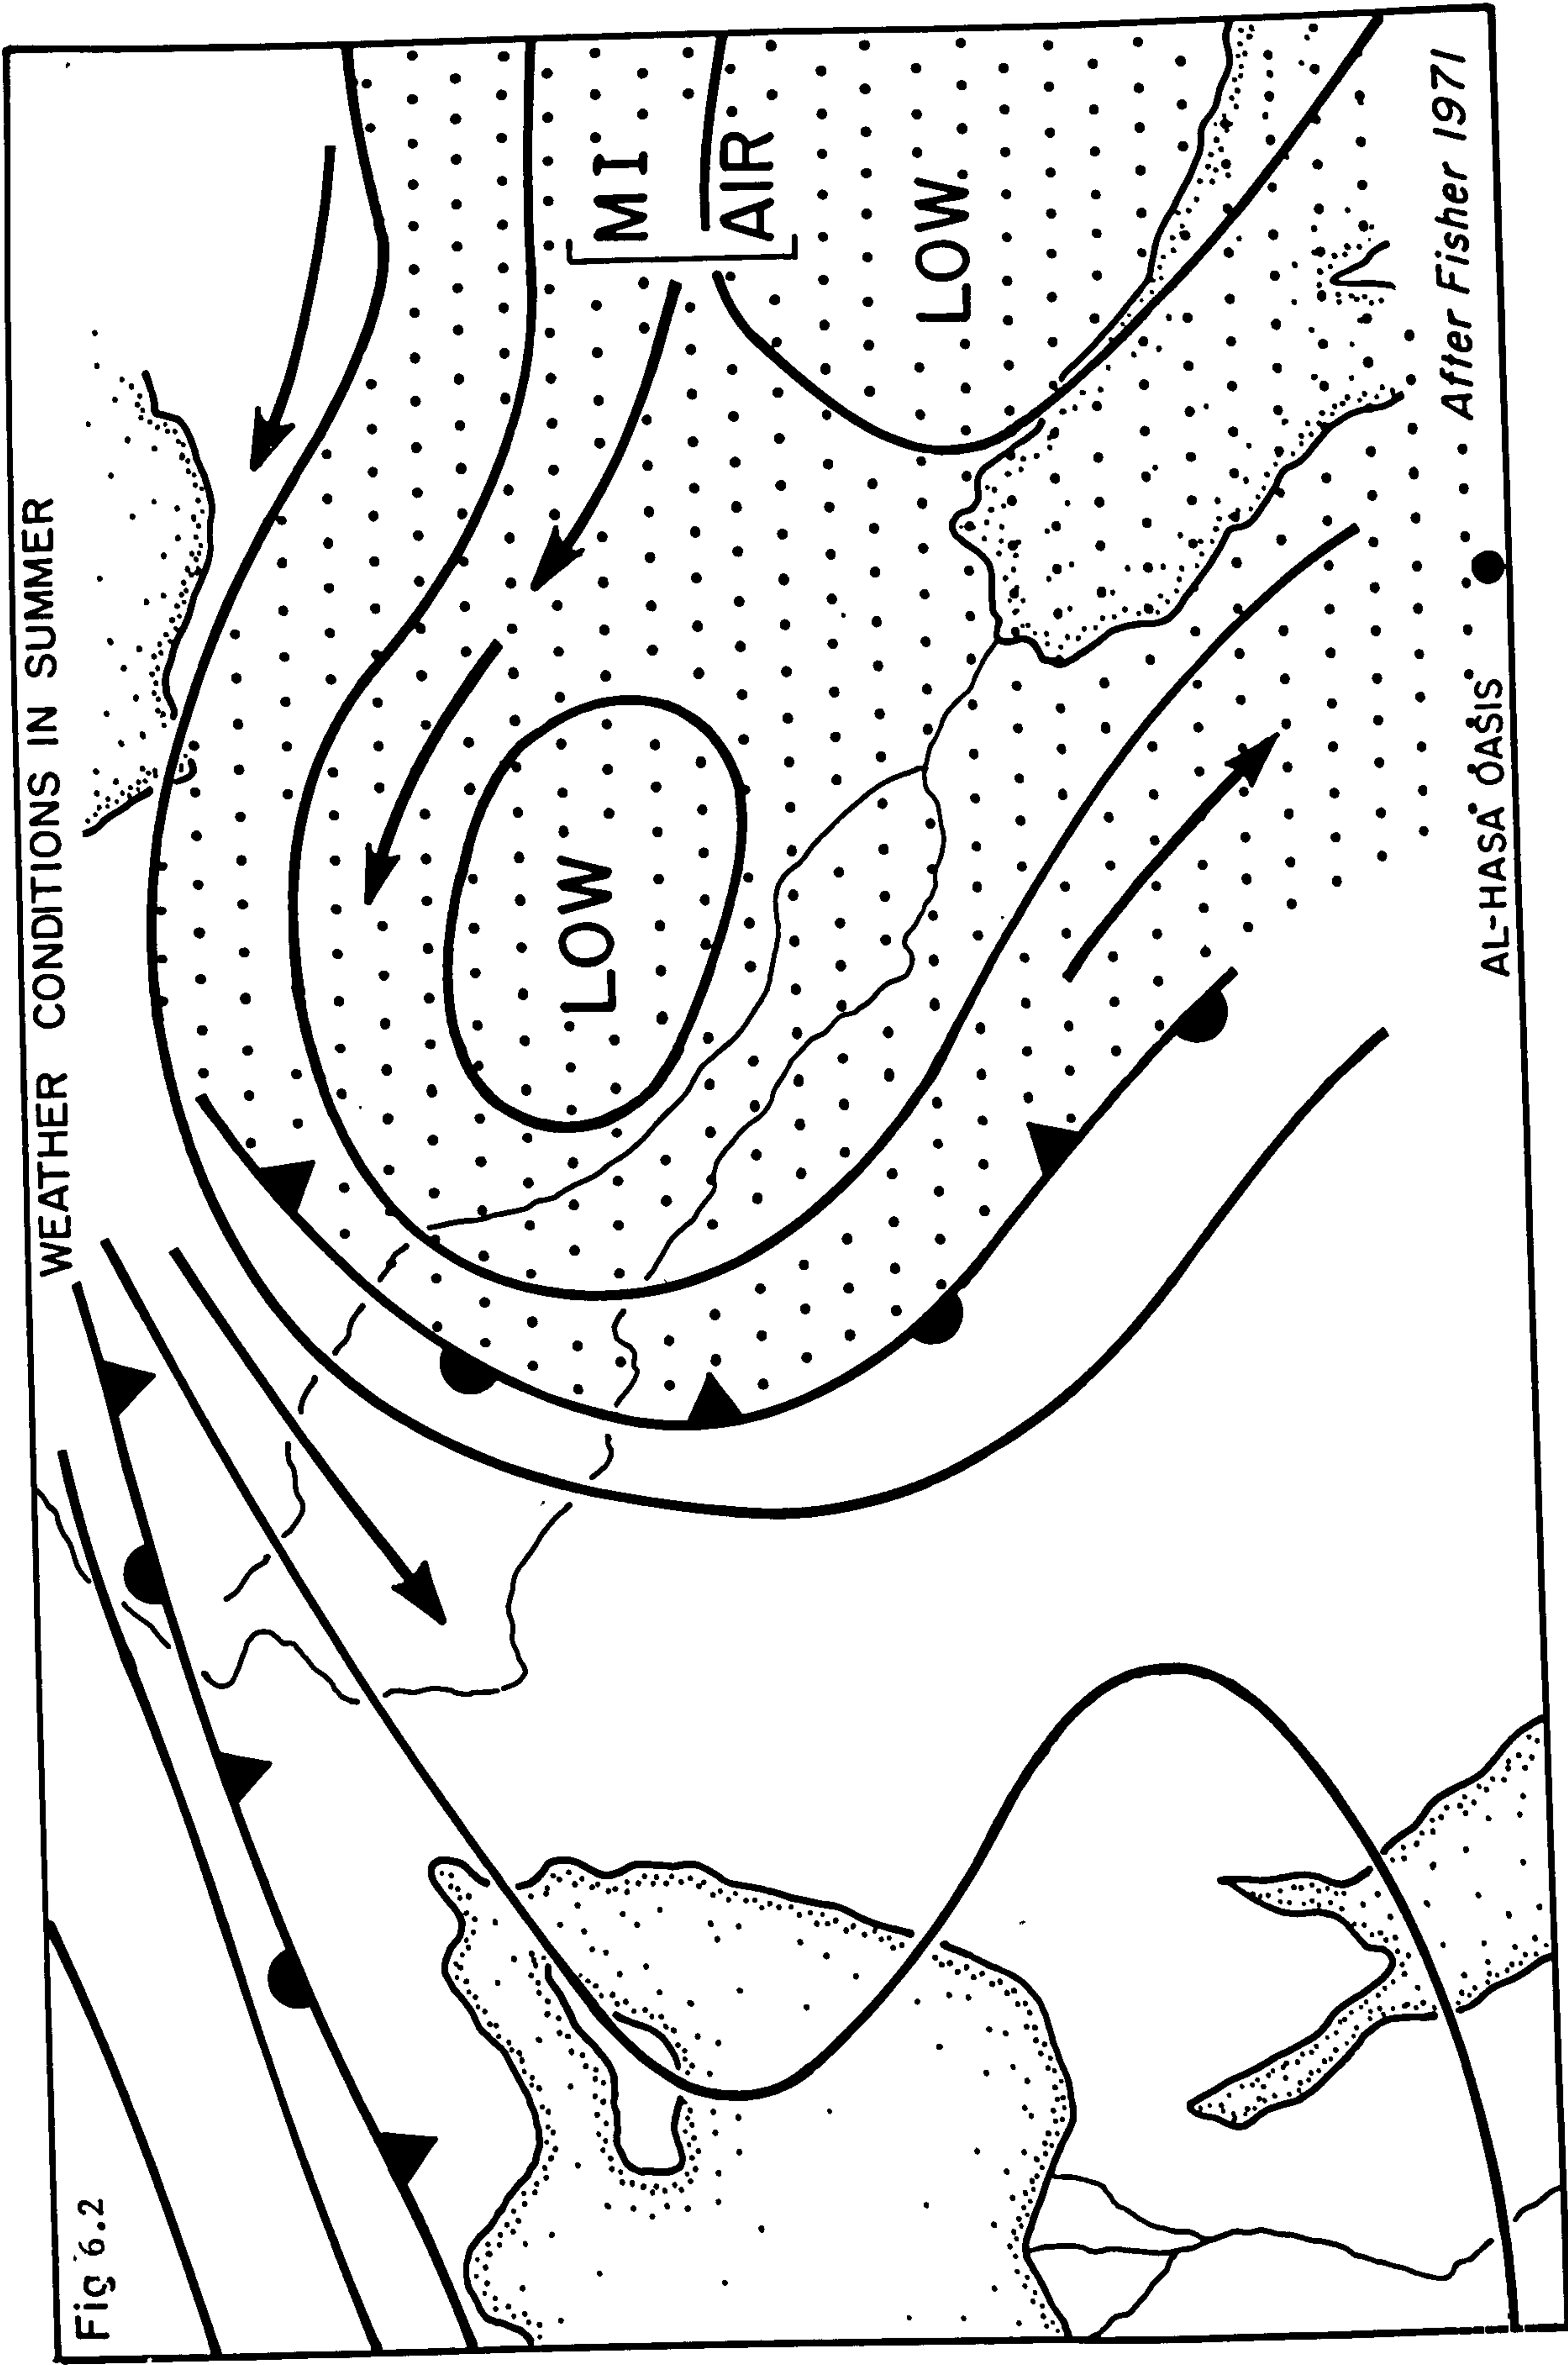 Fig 6.2
WEATHER CONDITIONS IN SUMMER
MI
AIR
LOW
LOW
AL-HASA OASIS
After Fisher 1971